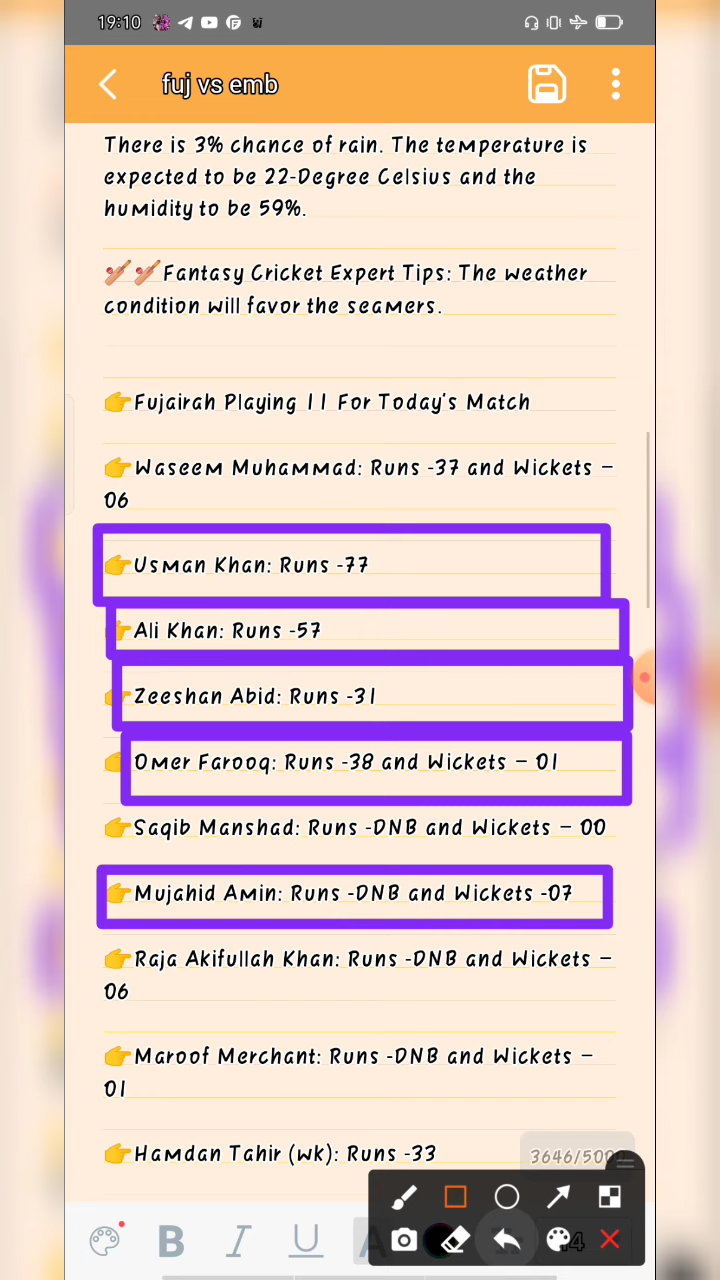 19:10
fuj vs emb
There is 3% chance of rain. The temperature is
expected to be 22-Degree Celsius and the
humidity to be 59%.
🏏🏏Fantasy Cricket Expert Tips: The weather
condition will favor the seamers.
👉Fujairah Playing 11 For Today's Match
👉Waseem Muhammad: Runs -37 and Wickets –
06
👉Usman Khan: Runs -77
👉Ali Khan: Runs -57
👉Zeeshan Abid: Runs -31
👉Omer Farooq: Runs -38 and Wickets – 01
👉Saqib Manshad: Runs -DNB and Wickets – 00
👉Mujahid Amin: Runs -DNB and Wickets -07
👉Raja Akifullah Khan: Runs -DNB and Wickets –
06
👉Maroof Merchant: Runs -DNB and Wickets –
01
👉Hamdan Tahir (wk): Runs -33
B I U A